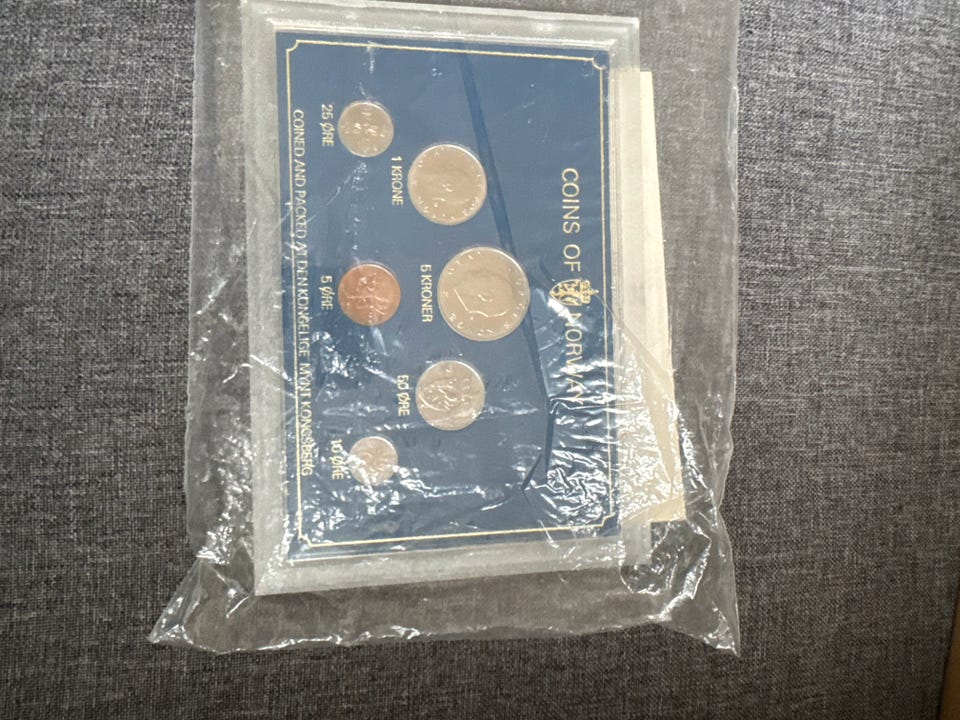 COINS OF NORWAY
1 KRONE
5 KRONER
50 ØRE
25 ØRE
5 ØRE
10 ØRE
COINED AND PACKED AT DEN KONGELIGE MYNT KONGSBERG